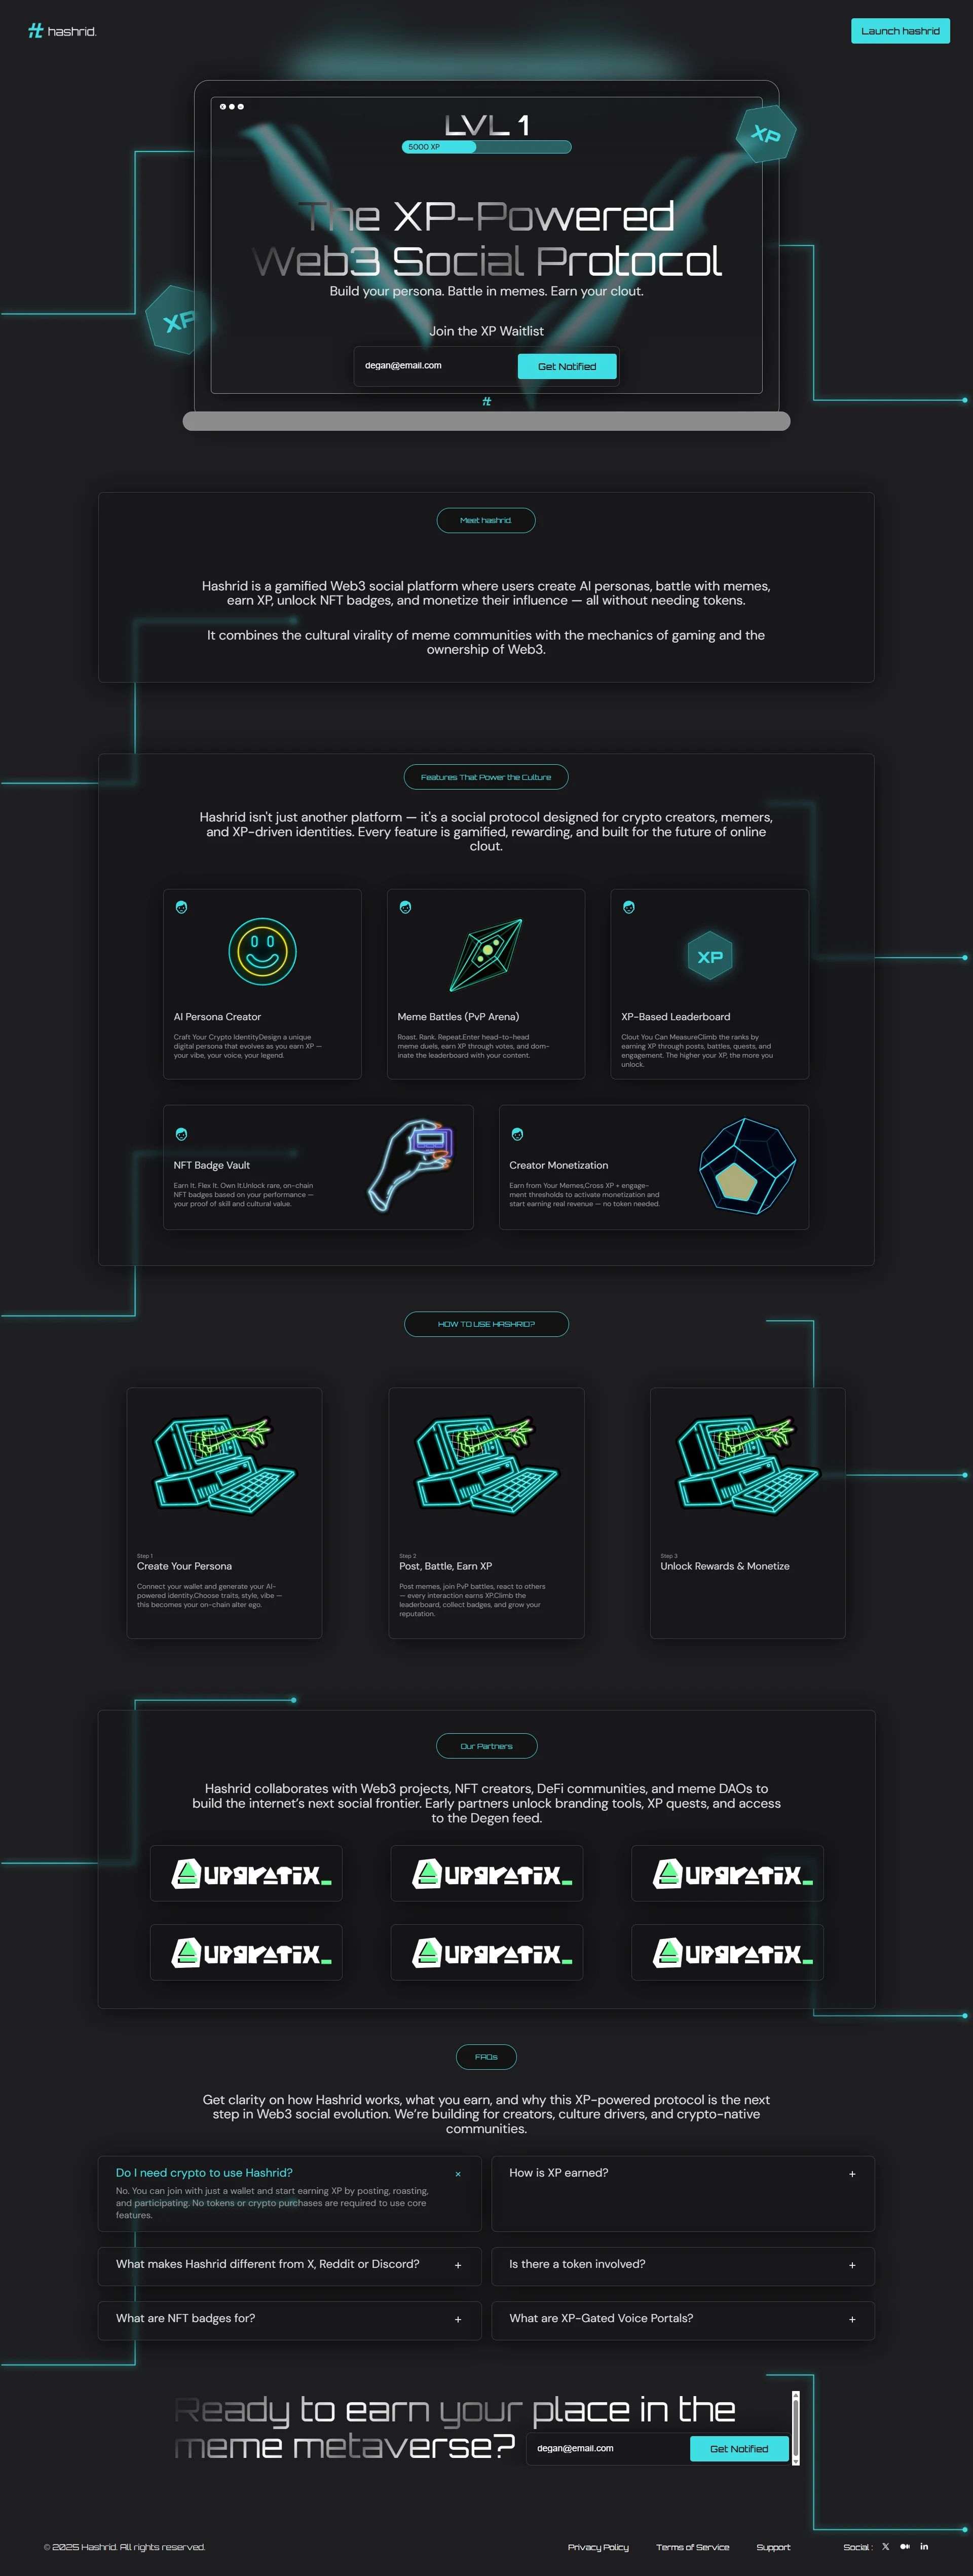 hashrid.
Launch hashrid
LVL 1
5000 XP
XP
The XP-Powered
Web3 Social Protocol
Build your persona. Battle in memes. Earn your clout.
XP
Join the XP Waitlist
degan@email.com
Get Notified
Meet hashrid.
Hashrid is a gamified Web3 social platform where users create AI personas, battle with memes,
earn XP, unlock NFT badges, and monetize their influence — all without needing tokens.
It combines the cultural virality of meme communities with the mechanics of gaming and the
ownership of Web3.
Features That Power the Culture
Hashrid isn't just another platform — it's a social protocol designed for crypto creators, memers,
and XP-driven identities. Every feature is gamified, rewarding, and built for the future of online
clout.
AI Persona Creator
Craft Your Crypto IdentityDesign a unique
digital persona that evolves as you earn XP —
your vibe, your voice, your legend.
Meme Battles (PvP Arena)
Roast. Rank. Repeat.Enter head-to-head
meme duels, earn XP through votes, and dom-
inate the leaderboard with your content.
XP
XP-Based Leaderboard
Clout You Can MeasureClimb the ranks by
earning XP through posts, battles, quests, and
engagement. The higher your XP, the more you
unlock.
NFT Badge Vault
Earn It. Flex It. Own It.Unlock rare, on-chain
NFT badges based on your performance —
your proof of skill and cultural value.
Creator Monetization
Earn from Your Memes,Cross XP + engage-
ment thresholds to activate monetization and
start earning real revenue — no token needed.
HOW TO USE HASHRID?
Step 1
Create Your Persona
Connect your wallet and generate your AI-
powered identity.Choose traits, style, vibe —
this becomes your on-chain alter ego.
Step 2
Post, Battle, Earn XP
Post memes, join PvP battles, react to others
— every interaction earns XP.Climb the
leaderboard, collect badges, and grow your
reputation.
Step 3
Unlock Rewards & Monetize
Our Partners
Hashrid collaborates with Web3 projects, NFT creators, DeFi communities, and meme DAOs to
build the internet's next social frontier. Early partners unlock branding tools, XP quests, and access
to the Degen feed.
upgratix_
upgratix_
upgratix_
upgratix_
upgratix_
upgratix_
FAQs
Get clarity on how Hashrid works, what you earn, and why this XP-powered protocol is the next
step in Web3 social evolution. We're building for creators, culture drivers, and crypto-native
communities.
Do I need crypto to use Hashrid?
No. You can join with just a wallet and start earning XP by posting, roasting,
and participating. No tokens or crypto purchases are required to use core
features.
How is XP earned? +
What makes Hashrid different from X, Reddit or Discord? +
Is there a token involved? +
What are NFT badges for? +
What are XP-Gated Voice Portals? +
Ready to earn your place in the
meme metaverse?
degan@email.com
Get Notified
© 2025 Hashrid. All rights reserved.
Privacy Policy
Terms of Service
Support
Social :